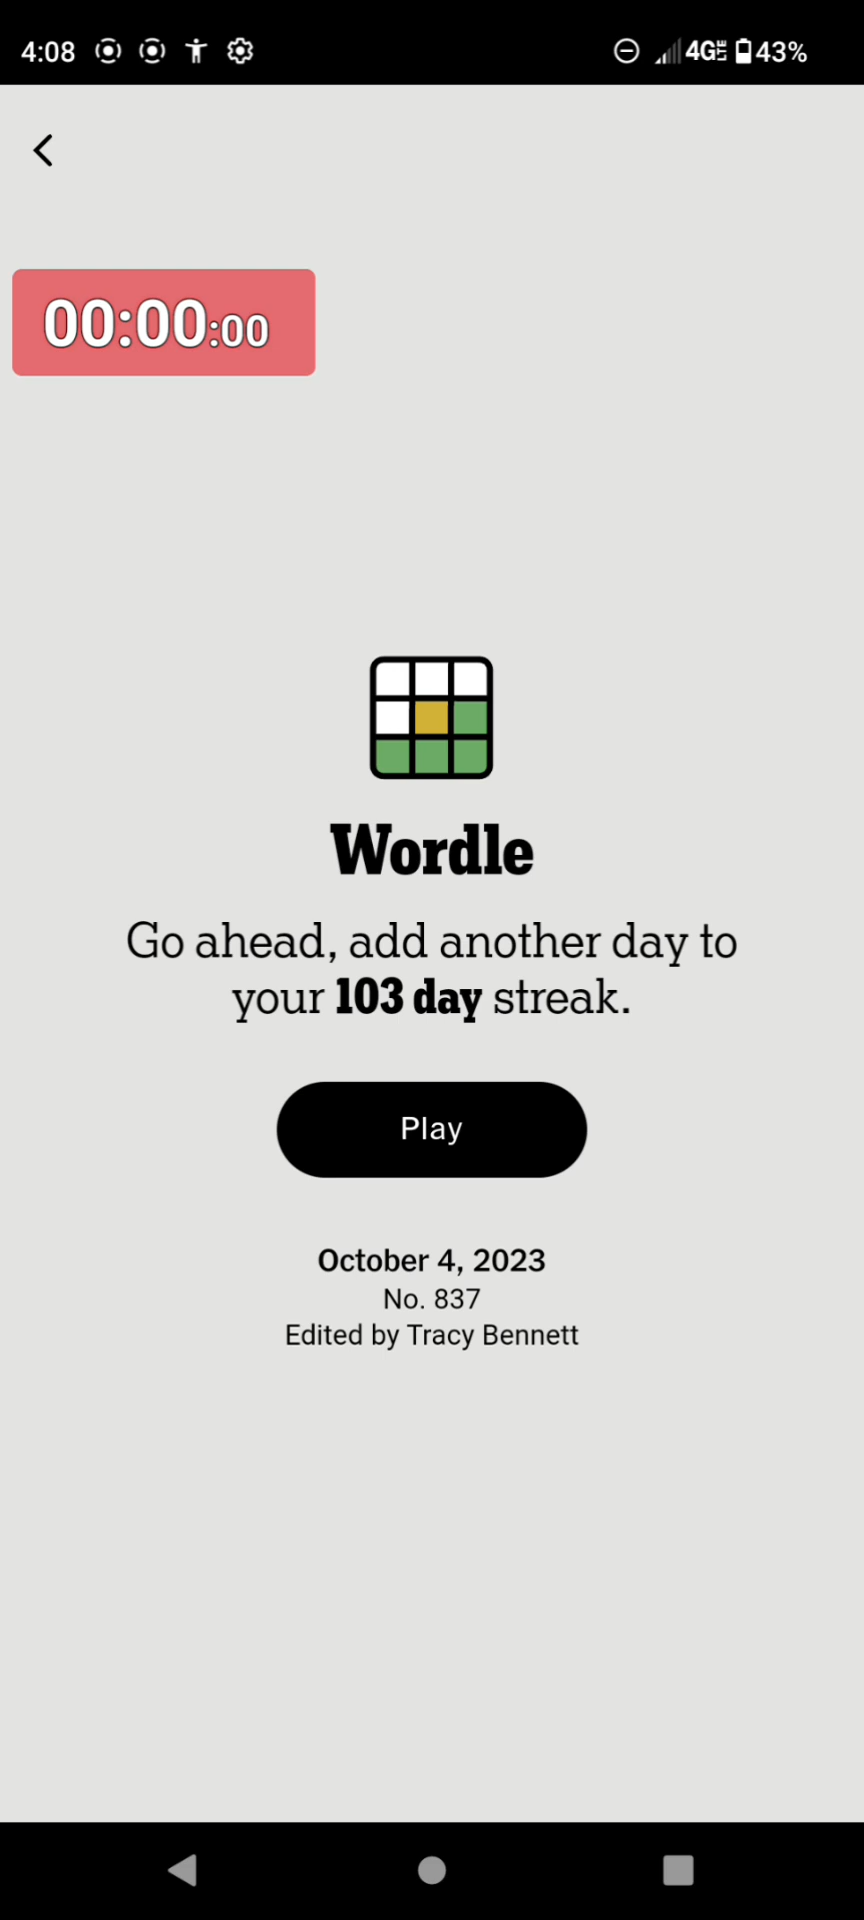 4:08 4G LTE 43%
00:00:00
Wordle
Go ahead, add another day to
your 103 day streak.
Play
October 4, 2023
No. 837
Edited by Tracy Bennett